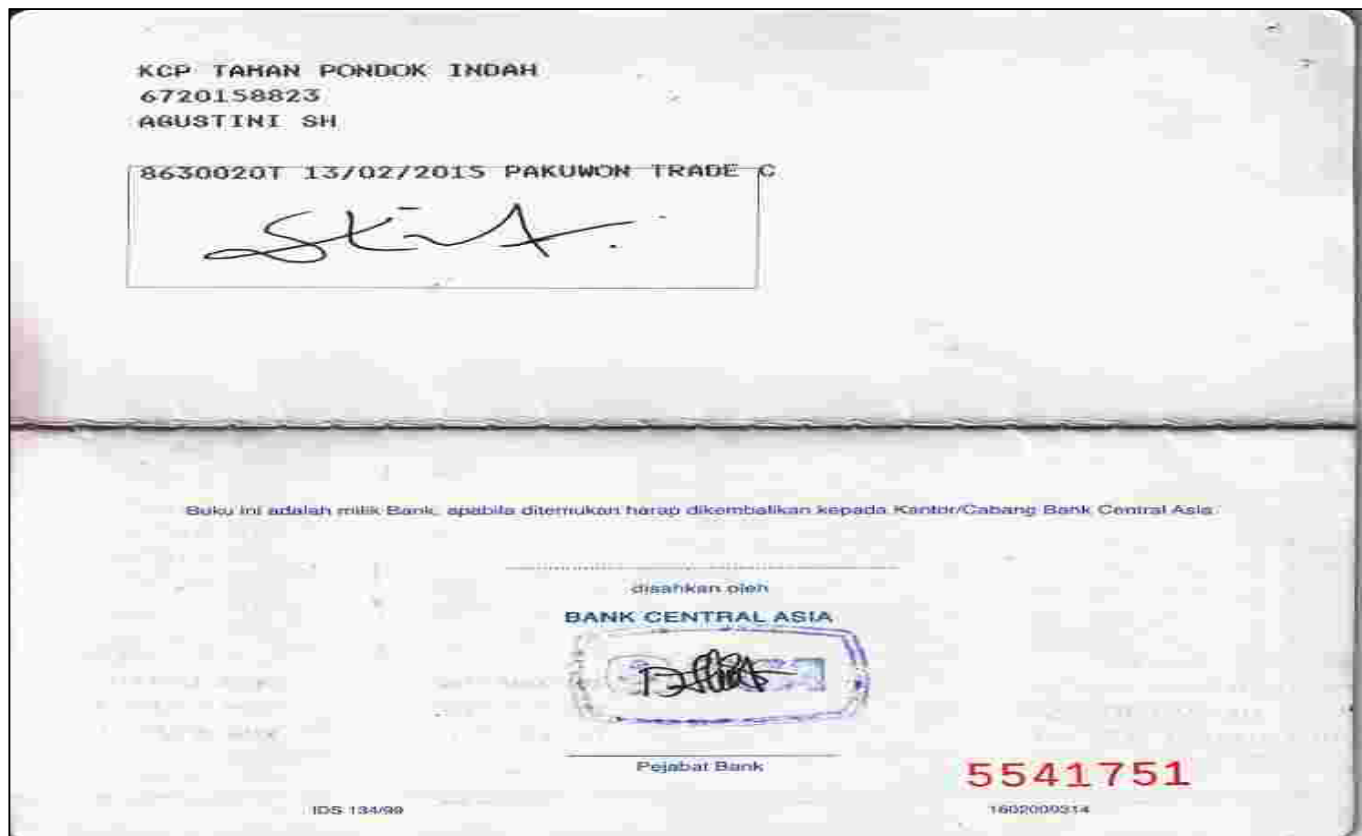 KCP TAMAN PONDOK INDAH
6720158823
AGUSTINI SH
8630020T 13/02/2015 PAKUWON TRADE C
Buku ini adalah milik Bank, apabila ditemukan harap dikembalikan kepada Kantor/Cabang Bank Central Asia.
disahkan oleh
BANK CENTRAL ASIA
Pejabat Bank
5541751
IDS 134/99
1602009314